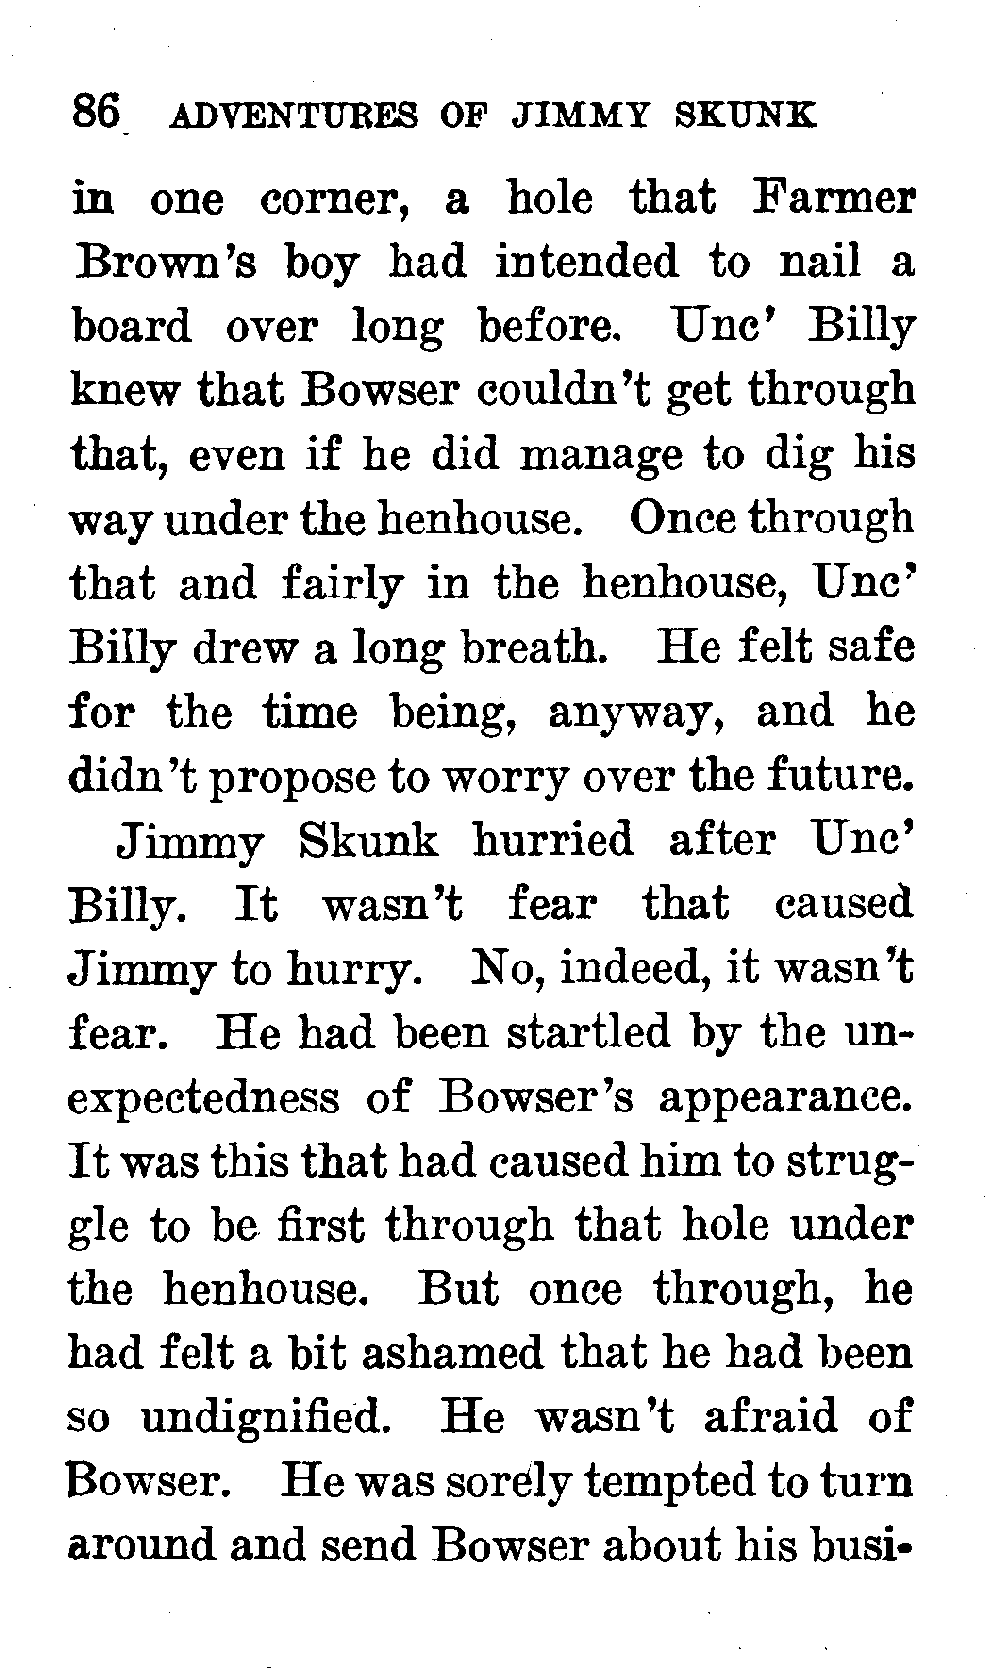 86 ADVENTURES OF JIMMY SKUNK
in one corner, a hole that Farmer
Brown's boy had intended to nail a
board over long before. Unc' Billy
knew that Bowser couldn't get through
that, even if he did manage to dig his
way under the henhouse. Once through
that and fairly in the henhouse, Unc'
Billy drew a long breath. He felt safe
for the time being, anyway, and he
didn't propose to worry over the future.
Jimmy Skunk hurried after Unc'
Billy. It wasn't fear that caused
Jimmy to hurry. No, indeed, it wasn't
fear. He had been startled by the un-
expectedness of Bowser's appearance.
It was this that had caused him to strug-
gle to be first through that hole under
the henhouse. But once through, he
had felt a bit ashamed that he had been
so undignified. He wasn't afraid of
Bowser. He was sorely tempted to turn
around and send Bowser about his busi-